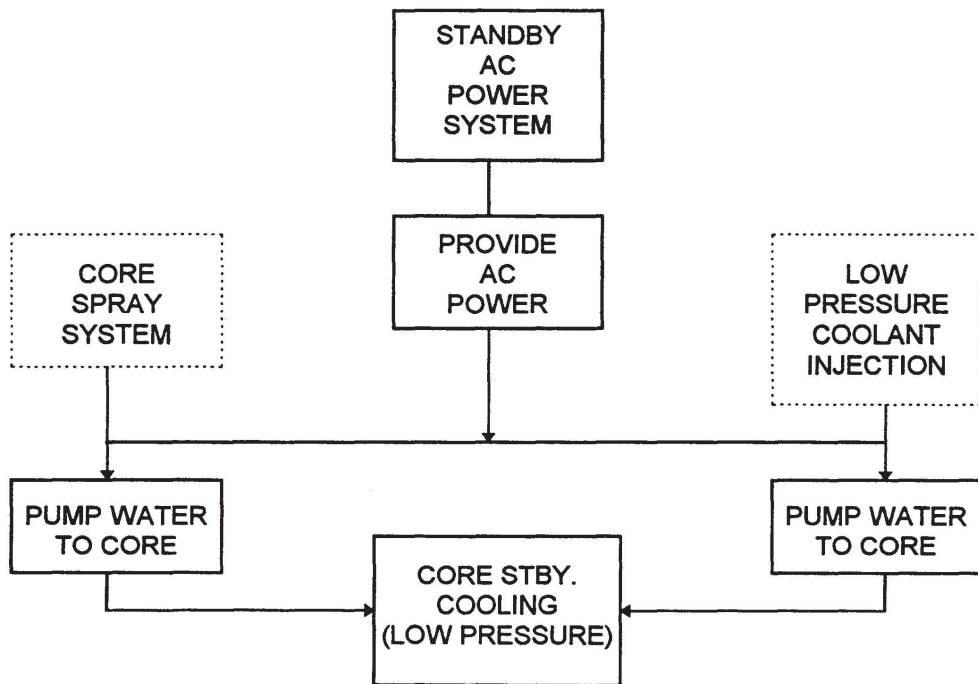 STANDBY
AC
POWER
SYSTEM
PROVIDE
AC
POWER
CORE
SPRAY
SYSTEM
LOW
PRESSURE
COOLANT
INJECTION
PUMP WATER
TO CORE
PUMP WATER
TO CORE
CORE STBY.
COOLING
(LOW PRESSURE)